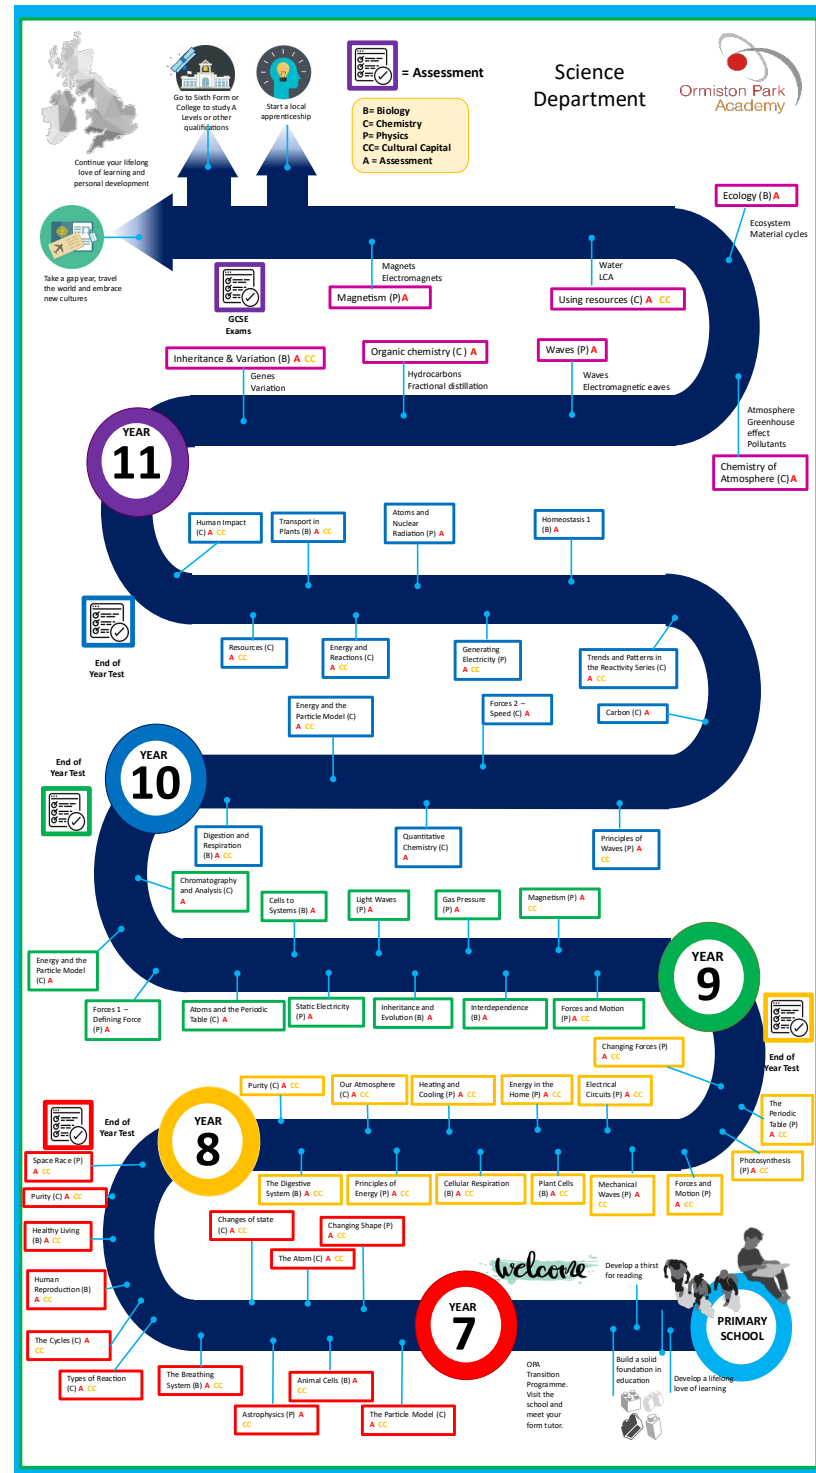 = Assessment
Science
Department
Ormiston Park
Academy
B= Biology
C= Chemistry
P= Physics
CC= Cultural Capital
A = Assessment
Go to Sixth Form or
College to study A
Levels or other
qualifications
Start a local
apprenticeship
Continue your lifelong
love of learning and
personal development
Take a gap year, travel
the world and embrace
new cultures
Ecology (B) A
Ecosystem
Material cycles
Magnets
Electromagnets
Magnetism (P) A
Water
LCA
Using resources (C) A CC
GCSE
Exams
Inheritance & Variation (B) A CC
Genes
Variation
Organic chemistry (C ) A
Hydrocarbons
Fractional distillation
Waves (P) A
Waves
Electromagnetic eaves
Atmosphere
Greenhouse
effect
Pollutants
Chemistry of
Atmosphere (C) A
YEAR
11
Human Impact
(C) A CC
Transport in
Plants (B) A CC
Atoms and
Nuclear
Radiation (P) A
Homeostasis 1
(B) A
End of
Year Test
Resources (C)
A CC
Energy and
Reactions (C)
A CC
Generating
Electricity (P)
A CC
Trends and Patterns in
the Reactivity Series (C)
A CC
Energy and the
Particle Model (C)
A CC
Forces 2 –
Speed (C) A
Carbon (C) A
YEAR
10
End of
Year Test
Digestion and
Respiration
(B) A CC
Quantitative
Chemistry (C)
A
Principles of
Waves (P) A
CC
Chromatography
and Analysis (C)
A
Cells to
Systems (B) A
Light Waves
(P) A
Gas Pressure
(P) A
Magnetism (P) A
CC
Energy and the
Particle Model
(C) A
Forces 1 –
Defining Force
(P) A
Atoms and the Periodic
Table (C) A
Static Electricity
(P) A
Inheritance and
Evolution (B) A
Interdependence
(B) A
Forces and Motion
(P) A CC
YEAR
9
End of
Year Test
Changing Forces (P)
A CC
The
Periodic
Table (P)
A CC
Photosynthesis
(P) A CC
Purity (C) A CC
Our Atmosphere
(C) A CC
Heating and
Cooling (P) A CC
Energy in the
Home (P) A CC
Electrical
Circuits (P) A
CC
YEAR
8
End of
Year Test
The Digestive
System (B) A CC
Principles of
Energy (P) A CC
Cellular Respiration
(B) A CC
Plant Cells
(B) A CC
Mechanical
Waves (P) A
CC
Forces and
Motion (P)
A CC
Space Race (P)
A CC
Purity (C) A CC
Healthy Living
(B) A CC
Human
Reproduction (B)
A CC
The Cycles (C) A
CC
Types of Reaction
(C) A CC
Changes of state
(C) A CC
The Atom (C) A CC
Changing Shape (P)
A CC
The Breathing
System (B) A CC
Astrophysics (P) A
CC
Animal Cells (B) A
CC
The Particle Model (C)
A CC
YEAR
7
welcome
Develop a thirst
for reading
PRIMARY
SCHOOL
OPA
Transition
Programme.
Visit the
school and
meet your
form tutor.
Build a solid
foundation in
education
Develop a lifelong
love of learning